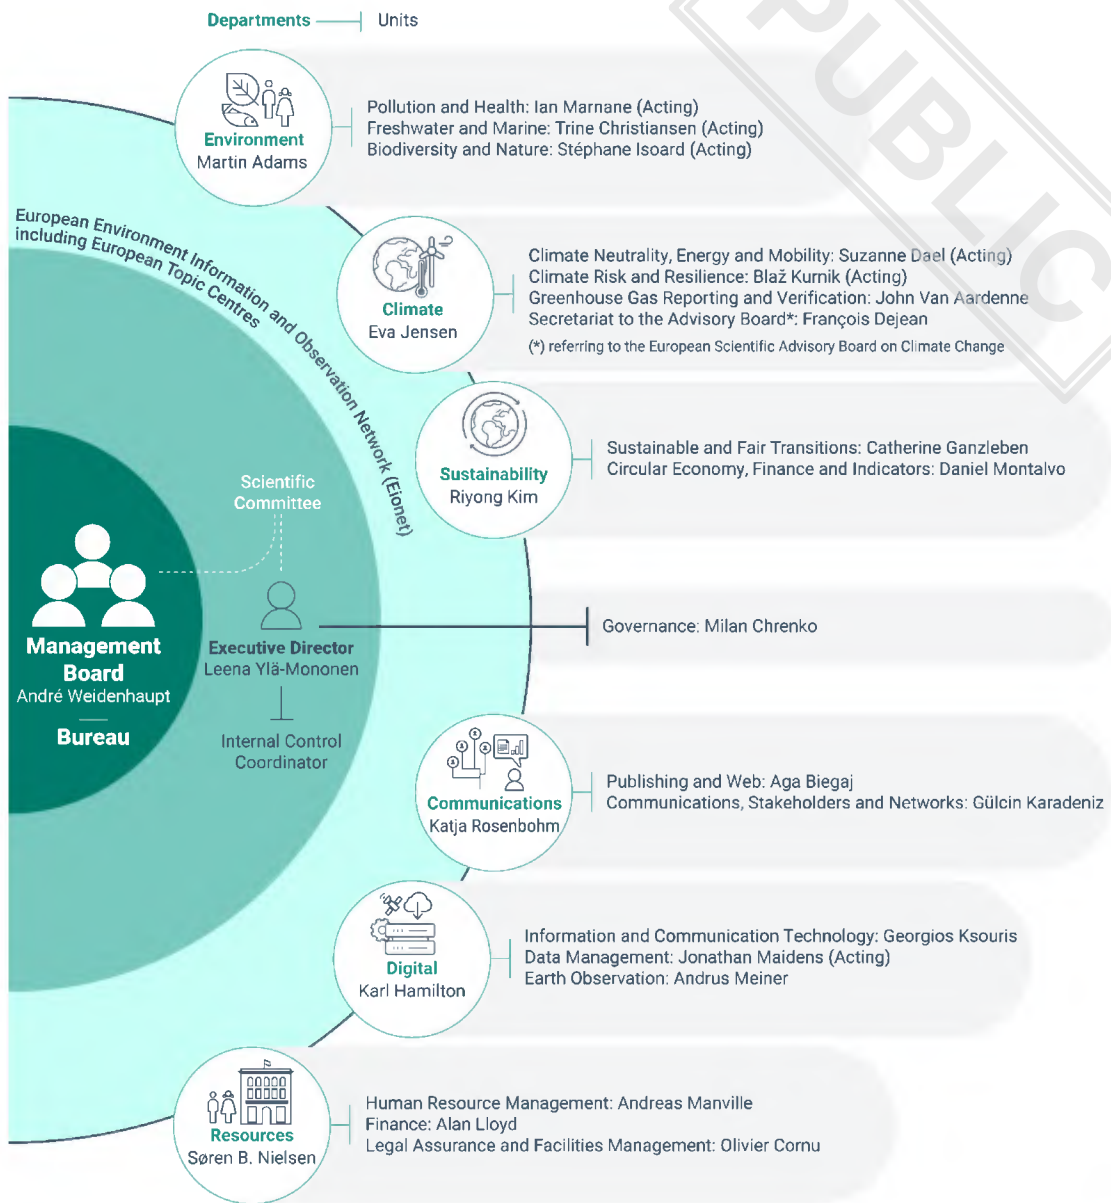 Departments
Units
PUBLIC
Environment
Martin Adams
Pollution and Health: Ian Marnane (Acting)
Freshwater and Marine: Trine Christiansen (Acting)
Biodiversity and Nature: Stéphane Isoard (Acting)
European Environment Information and Observation Network (Eionet)
including European Topic Centres
Climate
Eva Jensen
Climate Neutrality, Energy and Mobility: Suzanne Dael (Acting)
Climate Risk and Resilience: Blaž Kurnik (Acting)
Greenhouse Gas Reporting and Verification: John Van Aardenne
Secretariat to the Advisory Board*: François Dejean
(*) referring to the European Scientific Advisory Board on Climate Change
Sustainability
Riyong Kim
Sustainable and Fair Transitions: Catherine Ganzleben
Circular Economy, Finance and Indicators: Daniel Montalvo
Scientific
Committee
Management
Board
André Weidenhaupt
Bureau
Executive Director
Leena Ylä-Mononen
Internal Control
Coordinator
Governance: Milan Chrenko
Communications
Katja Rosenbohm
Publishing and Web: Aga Biegaj
Communications, Stakeholders and Networks: Gülcin Karadeniz
Digital
Karl Hamilton
Information and Communication Technology: Georgios Ksouris
Data Management: Jonathan Maidens (Acting)
Earth Observation: Andrus Meiner
Resources
Søren B. Nielsen
Human Resource Management: Andreas Manville
Finance: Alan Lloyd
Legal Assurance and Facilities Management: Olivier Cornu